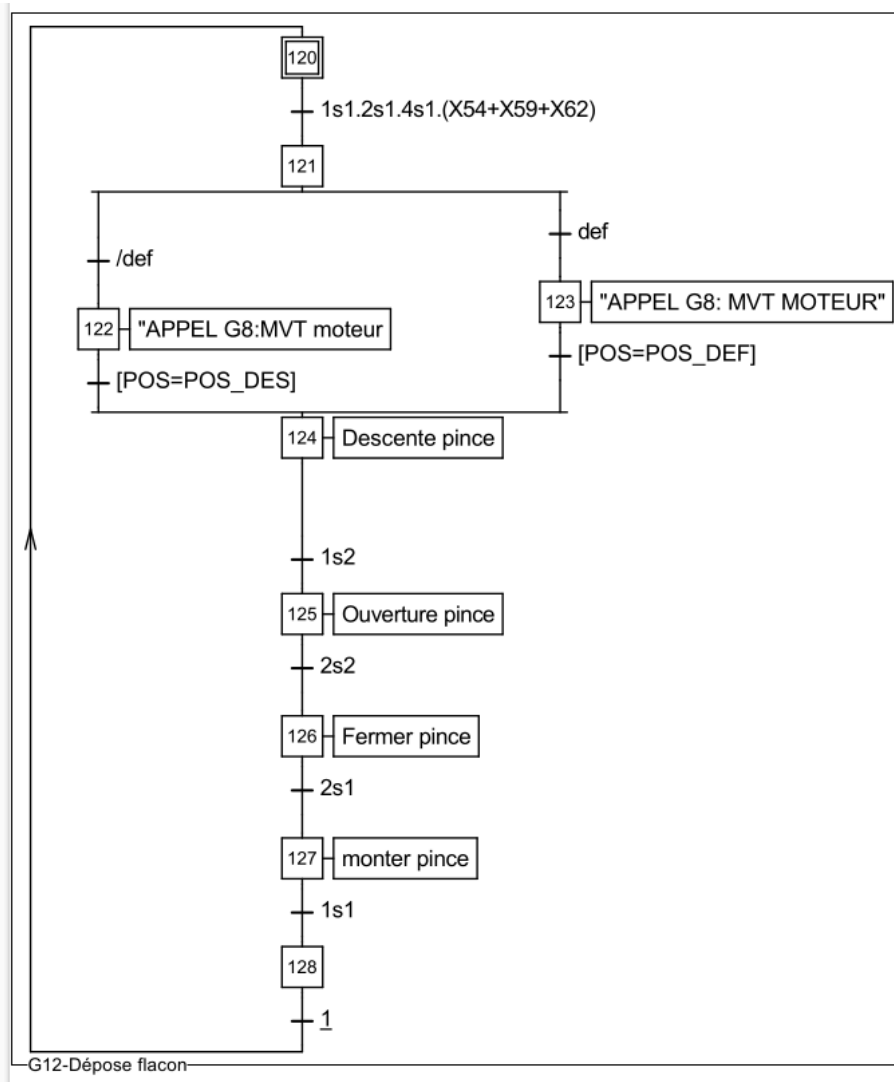 120
1s1.2s1.4s1.(X54+X59+X62)
121
/def
def
122
"APPEL G8:MVT moteur
123
"APPEL G8: MVT MOTEUR"
[POS=POS_DES]
[POS=POS_DEF]
124
Descente pince
1s2
125
Ouverture pince
2s2
126
Fermer pince
2s1
127
monter pince
1s1
128
1
G12-Dépose flacon